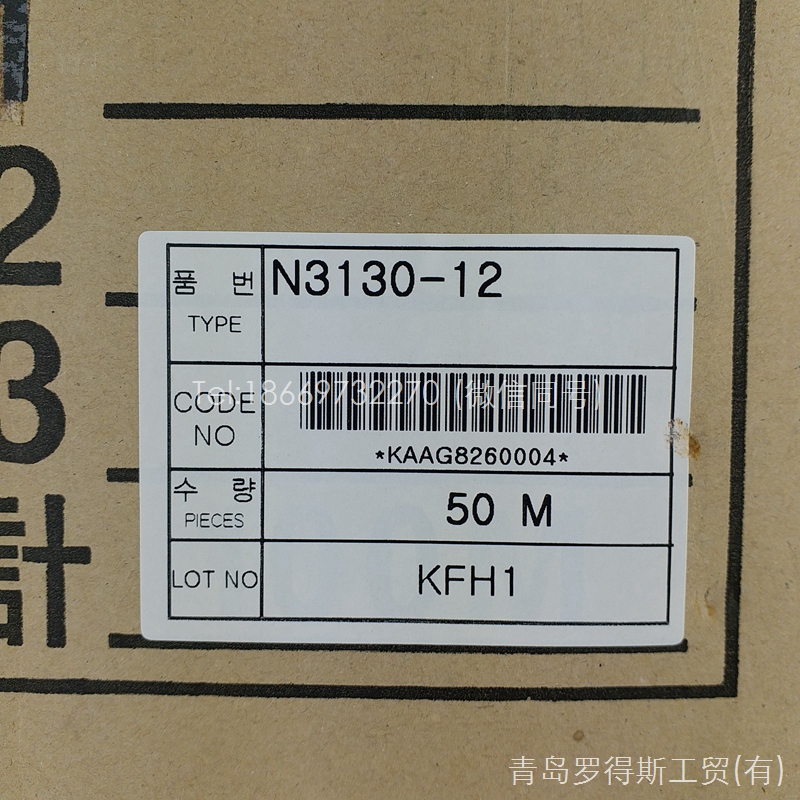 2
3
計
품 번
TYPE
N3130-12
CODE
NO
Tel:18669732270 (微信同号)
*KAAG8260004*
수 량
PIECES
50 M
LOT NO
KFH1
青岛罗得斯工贸(有)